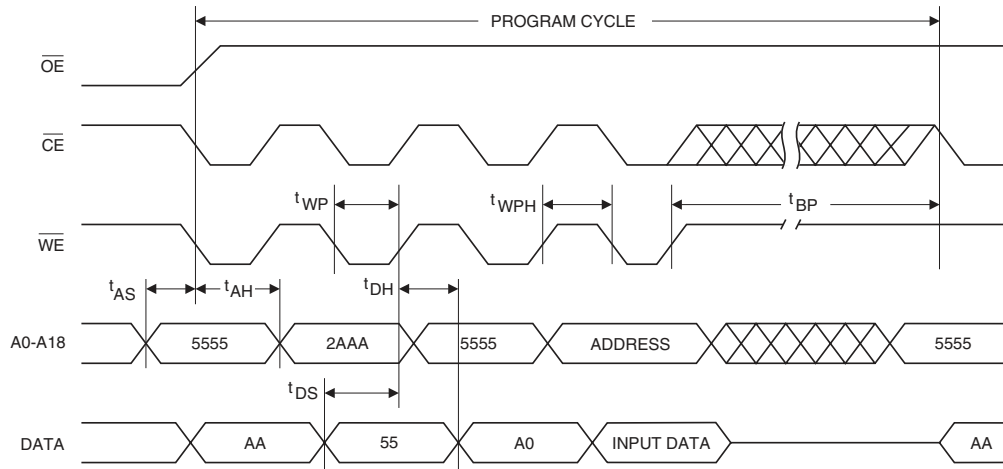 PROGRAM CYCLE
OE
CE
tWP tWPH tBP
WE
tAS tAH tDH
A0-A18 5555 2AAA 5555 ADDRESS 5555
tDS
DATA AA 55 A0 INPUT DATA AA